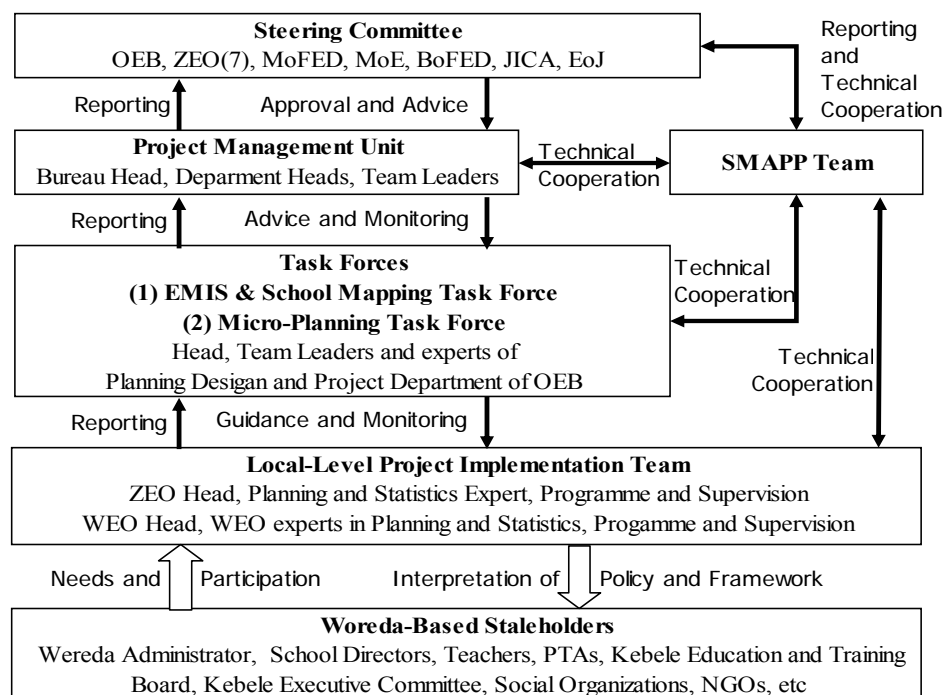 Steering Committee
OEB, ZEO(7), MoFED, MoE, BoFED, JICA, EoJ
Reporting
and
Technical
Cooperation
Reporting
Approval and Advice
Project Management Unit
Bureau Head, Deparment Heads, Team Leaders
Technical
Cooperation
SMAPP Team
Reporting
Advice and Monitoring
Task Forces
(1) EMIS & School Mapping Task Force
(2) Micro-Planning Task Force
Head, Team Leaders and experts of
Planning Desigan and Project Department of OEB
Technical
Cooperation
Technical
Cooperation
Reporting
Guidance and Monitoring
Local-Level Project Implementation Team
ZEO Head, Planning and Statistics Expert, Programme and Supervision
WEO Head, WEO experts in Planning and Statistics, Progamme and Supervision
Needs and Participation
Interpretation of Policy and Framework
Woreda-Based Staleholders
Wereda Administrator, School Directors, Teachers, PTAs, Kebele Education and Training
Board, Kebele Executive Committee, Social Organizations, NGOs, etc